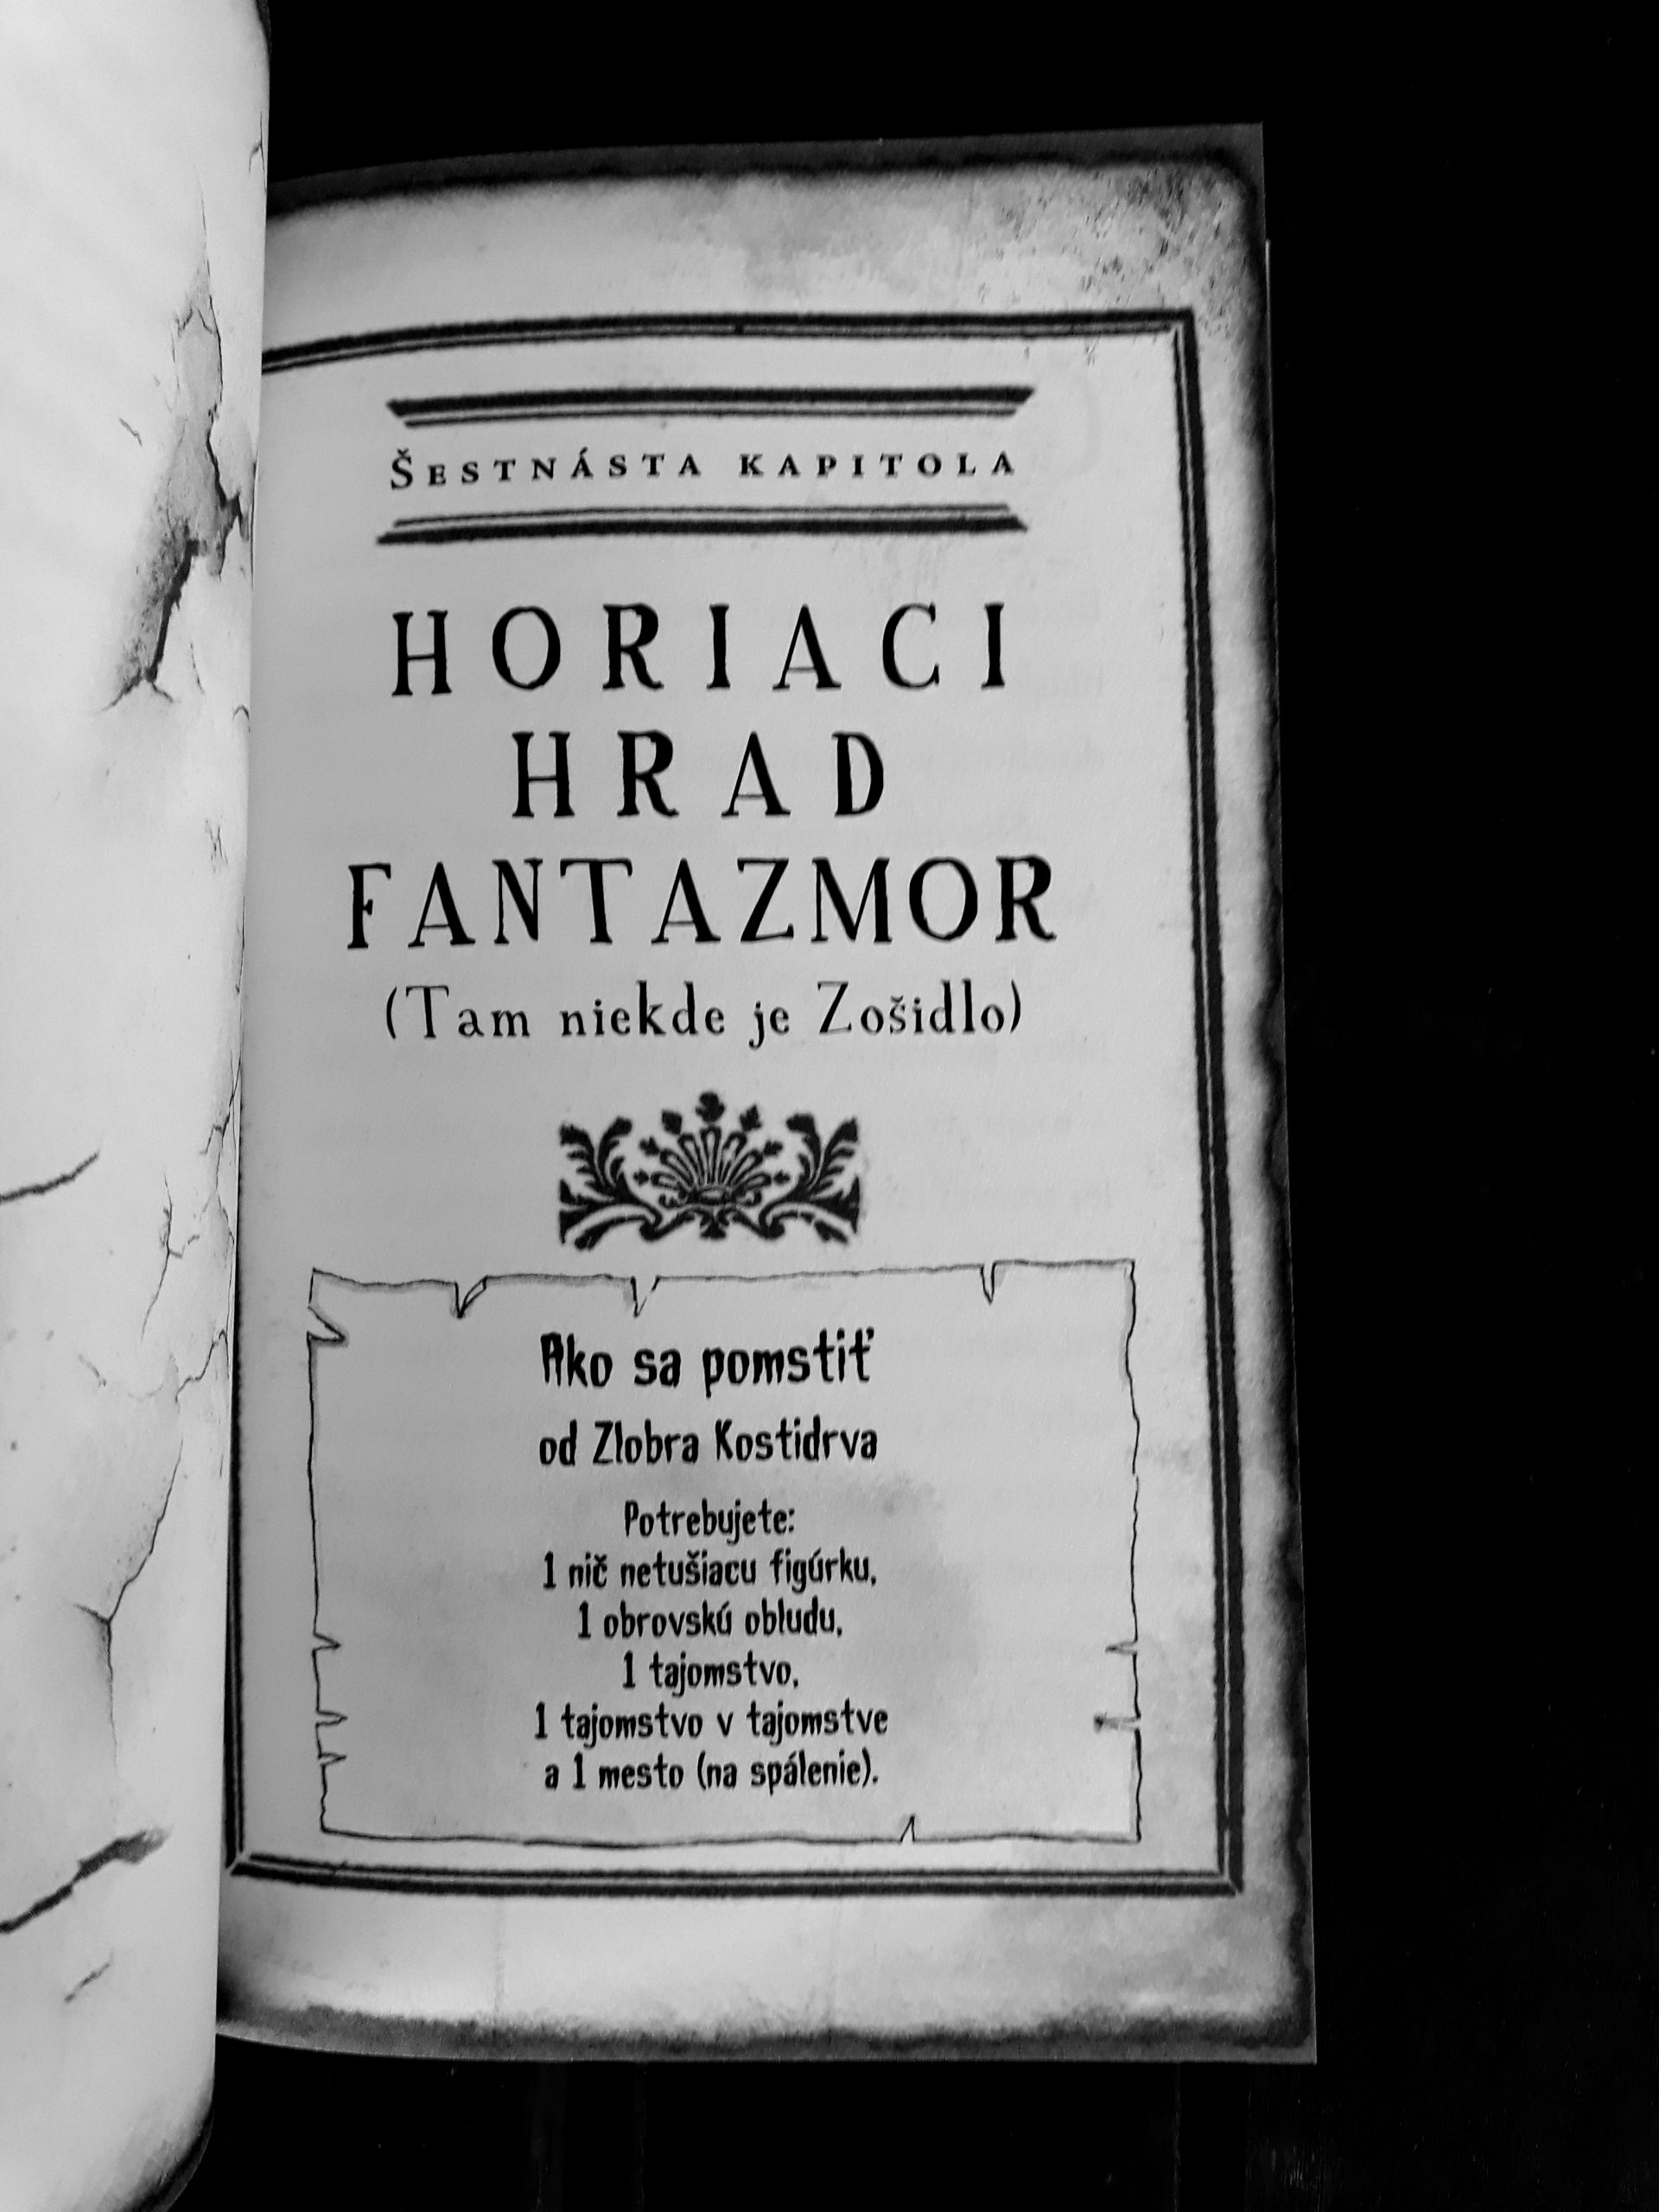 Šestnásta kapitola
HORIACI
HRAD
FANTAZMOR
(Tam niekde je Zošidlo)
Ako sa pomstiť
od Zlobra Kostidrva
Potrebujete:
1 nič netušiacu figúrku,
1 obrovskú obludu,
1 tajomstvo,
1 tajomstvo v tajomstve
a 1 mesto (na spálenie).